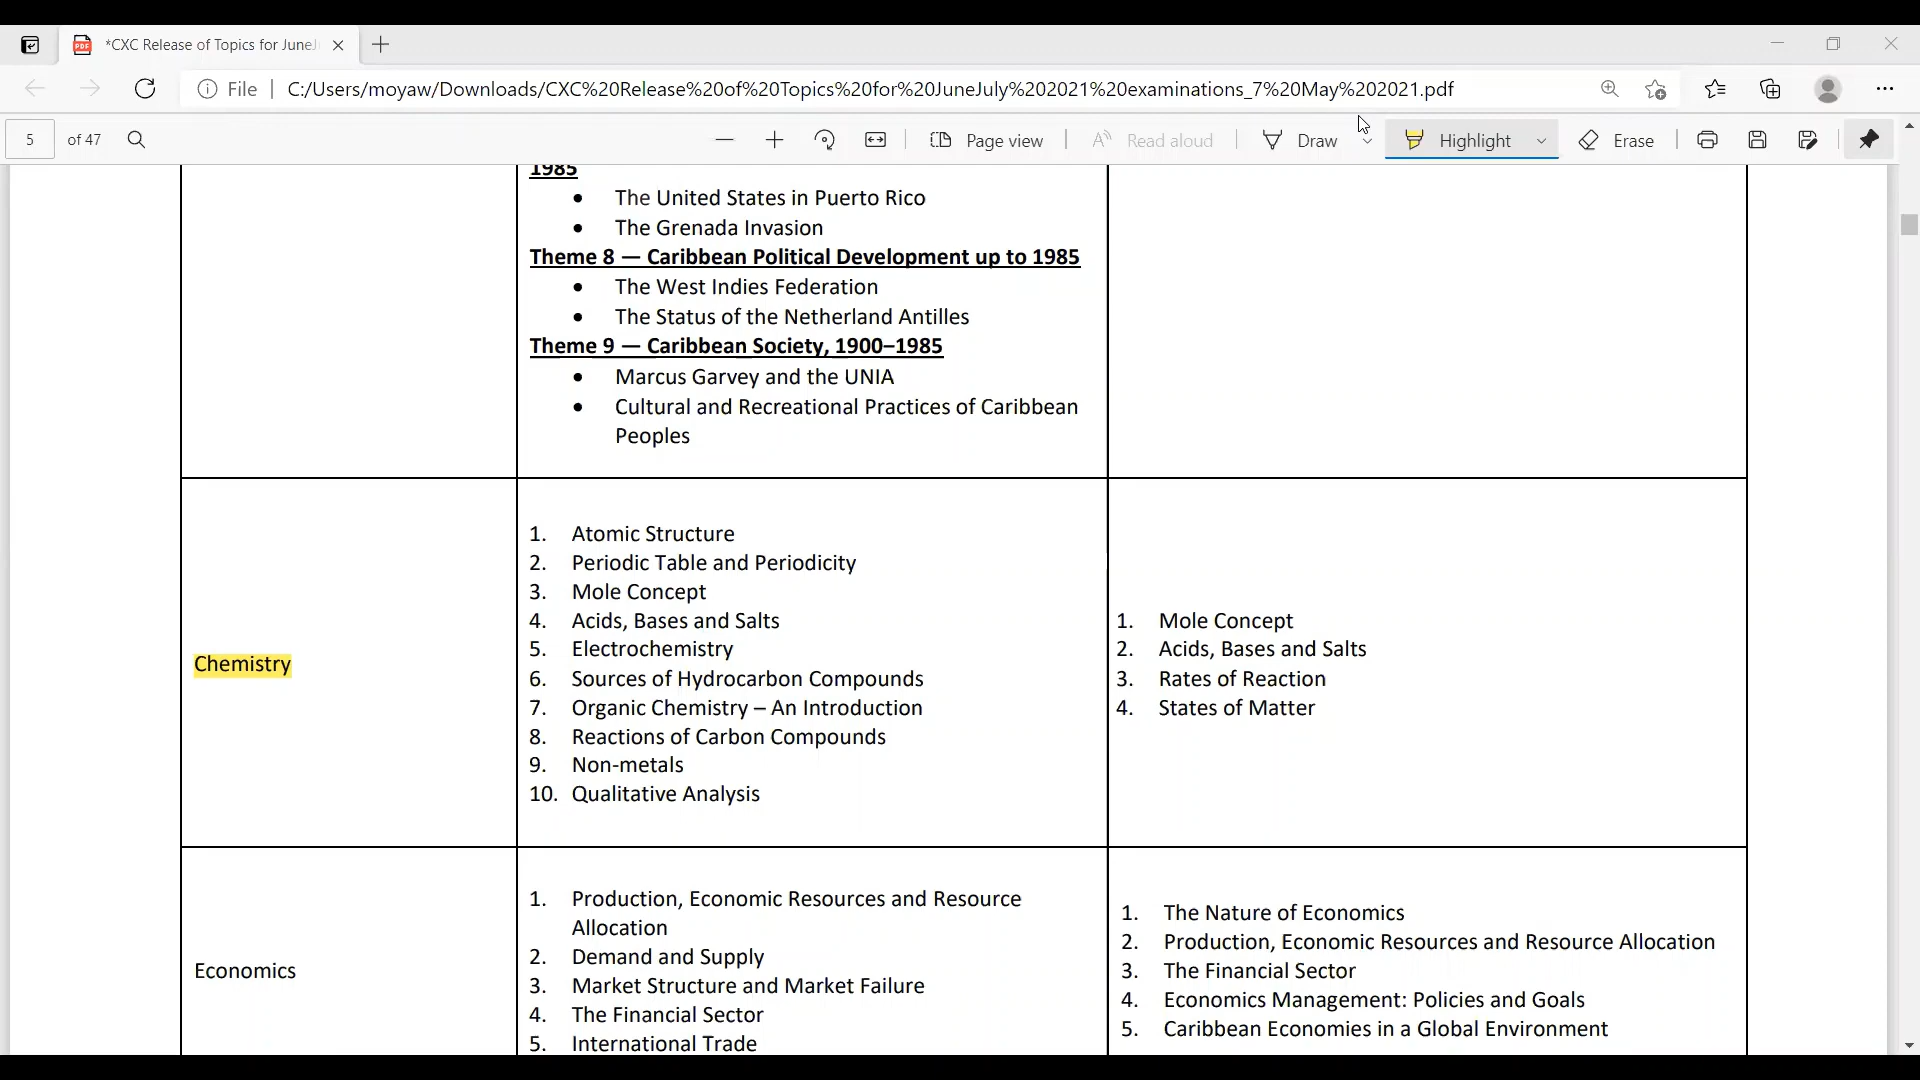 *CXC Release of Topics for JuneJ
File
C:/Users/moyaw/Downloads/CXC%20Release%20of%20Topics%20for%20JuneJuly%202021%20examinations_7%20May%202021.pdf
5 of 47
Page view
Read aloud
Draw
Highlight
Erase
1985
• The United States in Puerto Rico
• The Grenada Invasion
Theme 8 — Caribbean Political Development up to 1985
• The West Indies Federation
• The Status of the Netherland Antilles
Theme 9 — Caribbean Society, 1900–1985
• Marcus Garvey and the UNIA
• Cultural and Recreational Practices of Caribbean
Peoples
Chemistry
1. Atomic Structure
2. Periodic Table and Periodicity
3. Mole Concept
4. Acids, Bases and Salts
5. Electrochemistry
6. Sources of Hydrocarbon Compounds
7. Organic Chemistry – An Introduction
8. Reactions of Carbon Compounds
9. Non-metals
10. Qualitative Analysis
1. Mole Concept
2. Acids, Bases and Salts
3. Rates of Reaction
4. States of Matter
Economics
1. Production, Economic Resources and Resource
Allocation
2. Demand and Supply
3. Market Structure and Market Failure
4. The Financial Sector
5. International Trade
1. The Nature of Economics
2. Production, Economic Resources and Resource Allocation
3. The Financial Sector
4. Economics Management: Policies and Goals
5. Caribbean Economies in a Global Environment